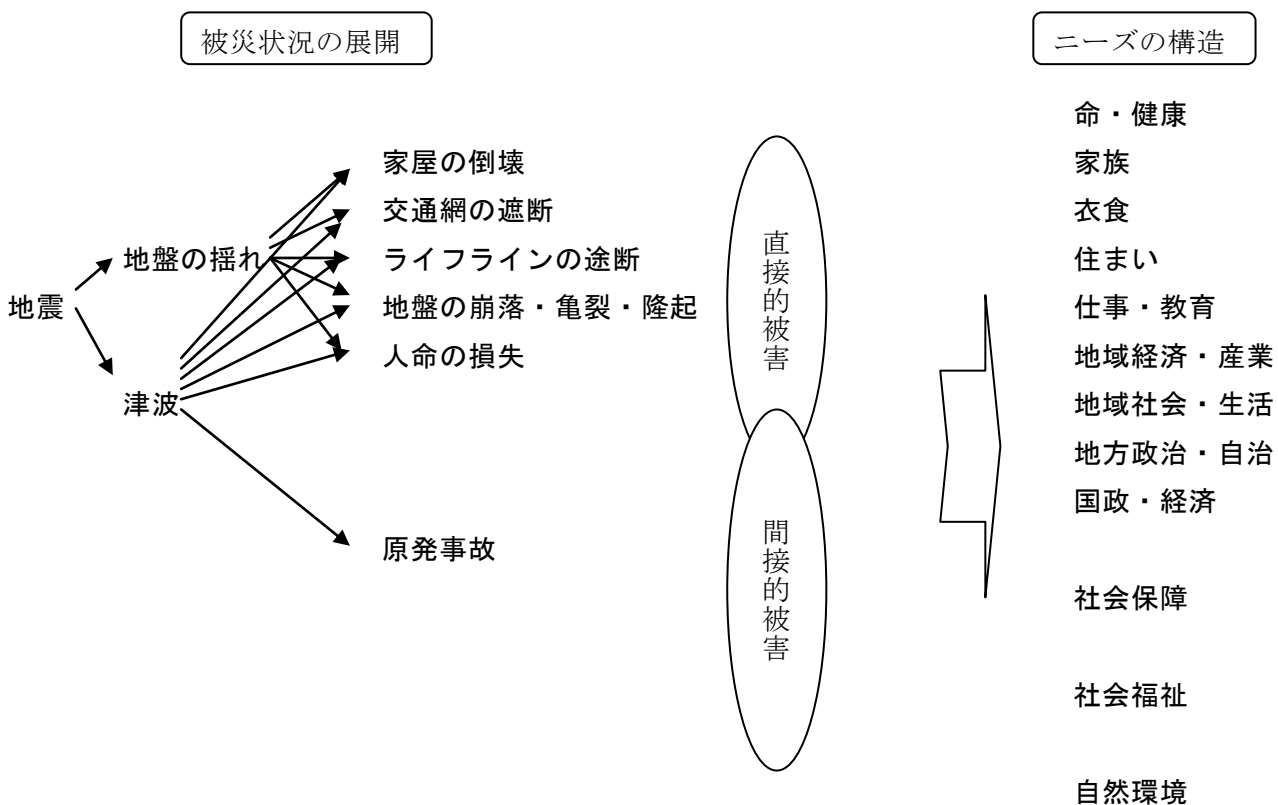 被災状況の展開
ニーズの構造
命・健康
家屋の倒壊
家族
交通網の遮断
衣食
地盤の揺れ
ライフラインの途断
住まい
地震
地盤の崩落・亀裂・隆起
仕事・教育
人命の損失
地域経済・産業
津波
地域社会・生活
地方政治・自治
国政・経済
原発事故
社会保障
社会福祉
自然環境
直接的被害
間接的被害